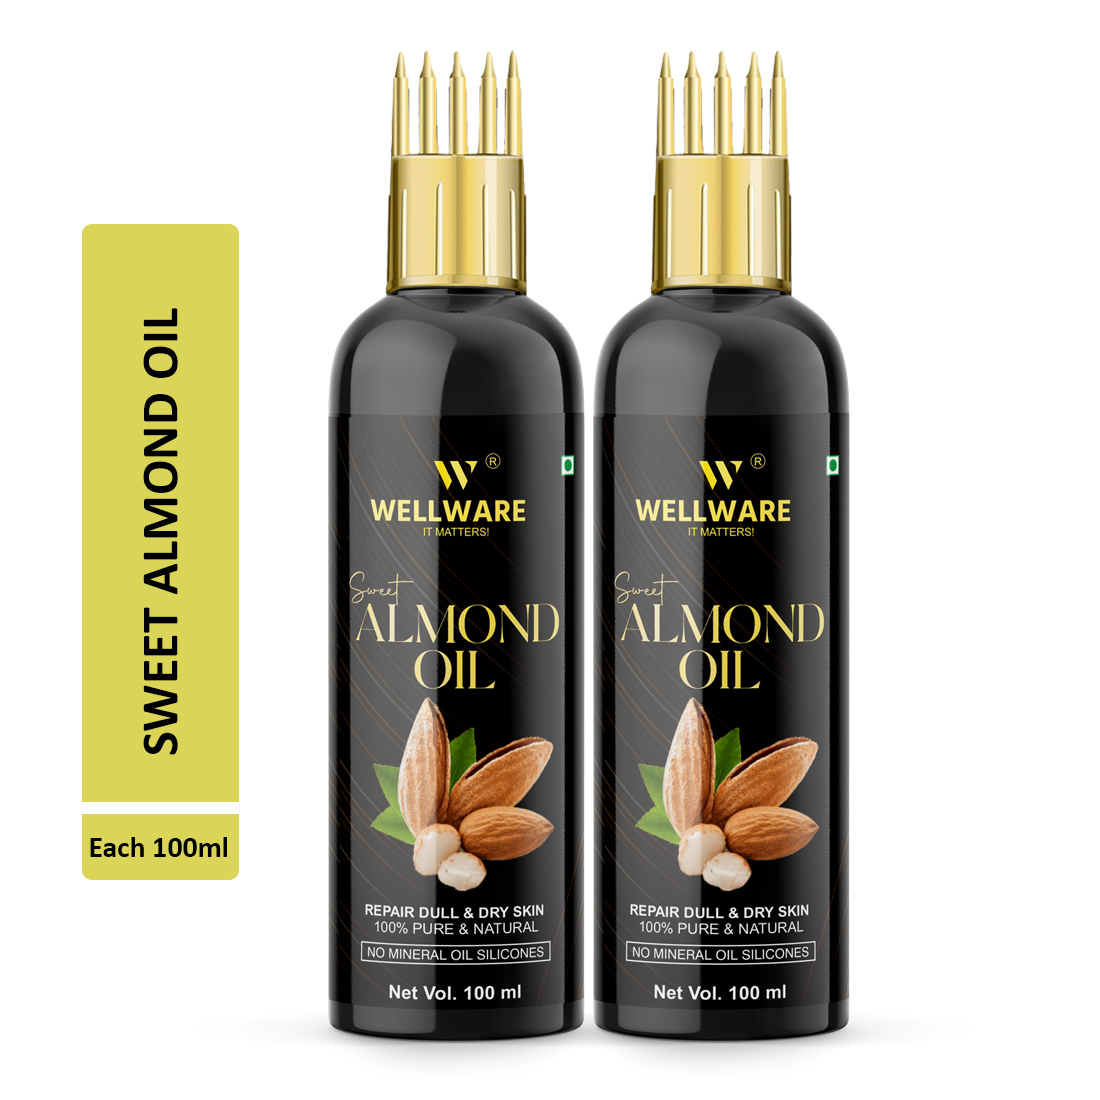 SWEET ALMOND OIL
Each 100ml
W ®
WELLWARE
IT MATTERS!
Sweet
ALMOND
OIL
REPAIR DULL & DRY SKIN
100% PURE & NATURAL
NO MINERAL OIL SILICONES
Net Vol. 100 ml
W ®
WELLWARE
IT MATTERS!
Sweet
ALMOND
OIL
REPAIR DULL & DRY SKIN
100% PURE & NATURAL
NO MINERAL OIL SILICONES
Net Vol. 100 ml